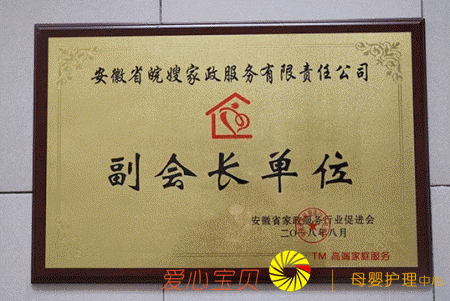 安徽省皖嫂家政服务有限责任公司
副会长单位
安徽省家政服务行业促进会
二〇一八年八月
TM 高端家庭服务
爱心宝贝 | 母婴护理中心